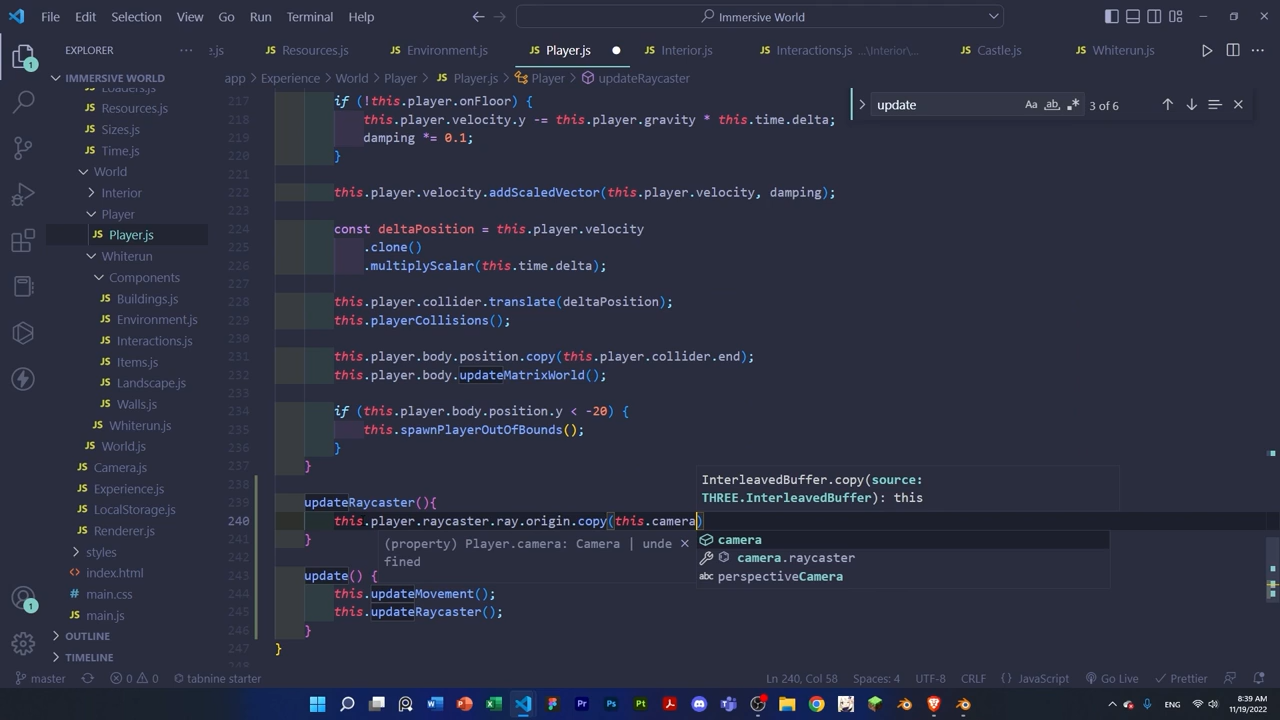 File Edit Selection View Go Run Terminal Help
Immersive World
EXPLORER
e.js Resources.js Environment.js Player.js Interior.js Interactions.js ...\Interior\... Castle.js Whiterun.js
IMMERSIVE WORLD
app Experience World Player Player.js Player updateRaycaster
Loaders.js
Resources.js
Sizes.js
Time.js
World
Interior
Player
Player.js
Whiterun
Components
Buildings.js
Environment.js
Interactions.js
Items.js
Landscape.js
Walls.js
Whiterun.js
World.js
Camera.js
Experience.js
LocalStorage.js
Renderer.js
styles
index.html
main.css
main.js
OUTLINE
TIMELINE
update Aa ab 3 of 6
217 if (!this.player.onFloor) {
218 this.player.velocity.y -= this.player.gravity * this.time.delta;
219 damping *= 0.1;
220 }
221
222 this.player.velocity.addScaledVector(this.player.velocity, damping);
223
224 const deltaPosition = this.player.velocity
225 .clone()
226 .multiplyScalar(this.time.delta);
227
228 this.player.collider.translate(deltaPosition);
229 this.playerCollisions();
230
231 this.player.body.position.copy(this.player.collider.end);
232 this.player.body.updateMatrixWorld();
233
234 if (this.player.body.position.y < -20) {
235 this.spawnPlayerOutOfBounds();
236 }
237 }
238
239 updateRaycaster(){
240 this.player.raycaster.ray.origin.copy(this.camera)
241 }
242
243 update() {
244 this.updateMovement();
245 this.updateRaycaster();
246 }
247 }
InterleavedBuffer.copy(source:
THREE.InterleavedBuffer): this
(property) Player.camera: Camera | unde
fined
camera
camera.raycaster
abc perspectiveCamera
master 0 0 tabnine starter Ln 240, Col 58 Spaces: 4 UTF-8 CRLF {} JavaScript Go Live Prettier
8:39 AM
11/19/2022